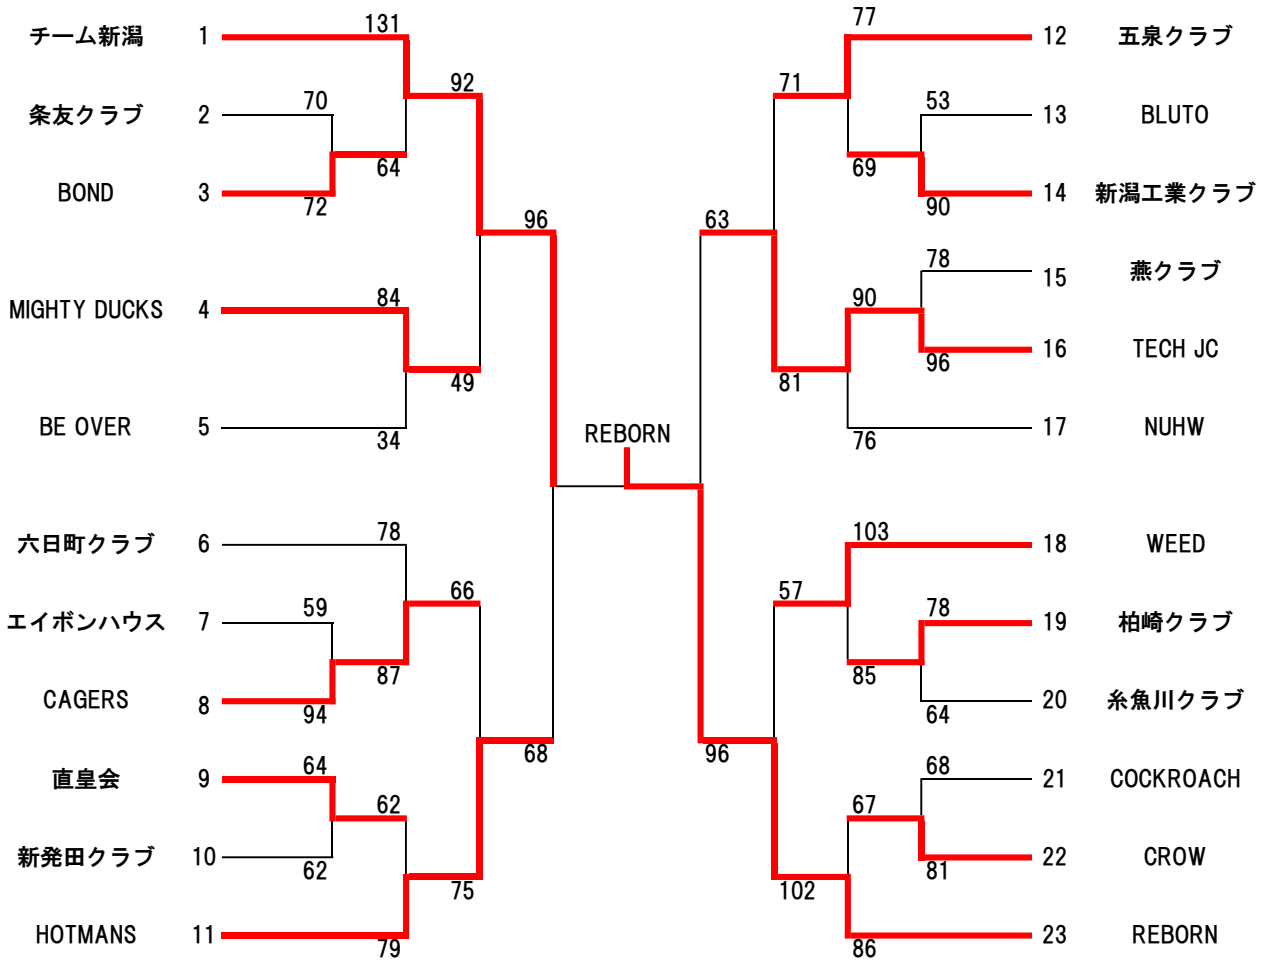 131
77
チーム新潟 1
12 五泉クラブ
92
71
70
53
条友クラブ 2
13 BLUTO
64
69
BOND 3
14 新潟工業クラブ
72
90
96
63
78
燕クラブ
15
84
90
MIGHTY DUCKS 4
16 TECH JC
96
49
81
BE OVER 5
17 NUHW
34
REBORN
76
78
103
六日町クラブ 6
18 WEED
66
57
59
78
エイボンハウス 7
19 柏崎クラブ
87
85
CAGERS 8
20 糸魚川クラブ
94
64
68
96
64
68
直皇会 9
21 COCKROACH
62
67
新発田クラブ 10
22 CROW
62
81
75
102
HOTMANS 11
23 REBORN
79
86